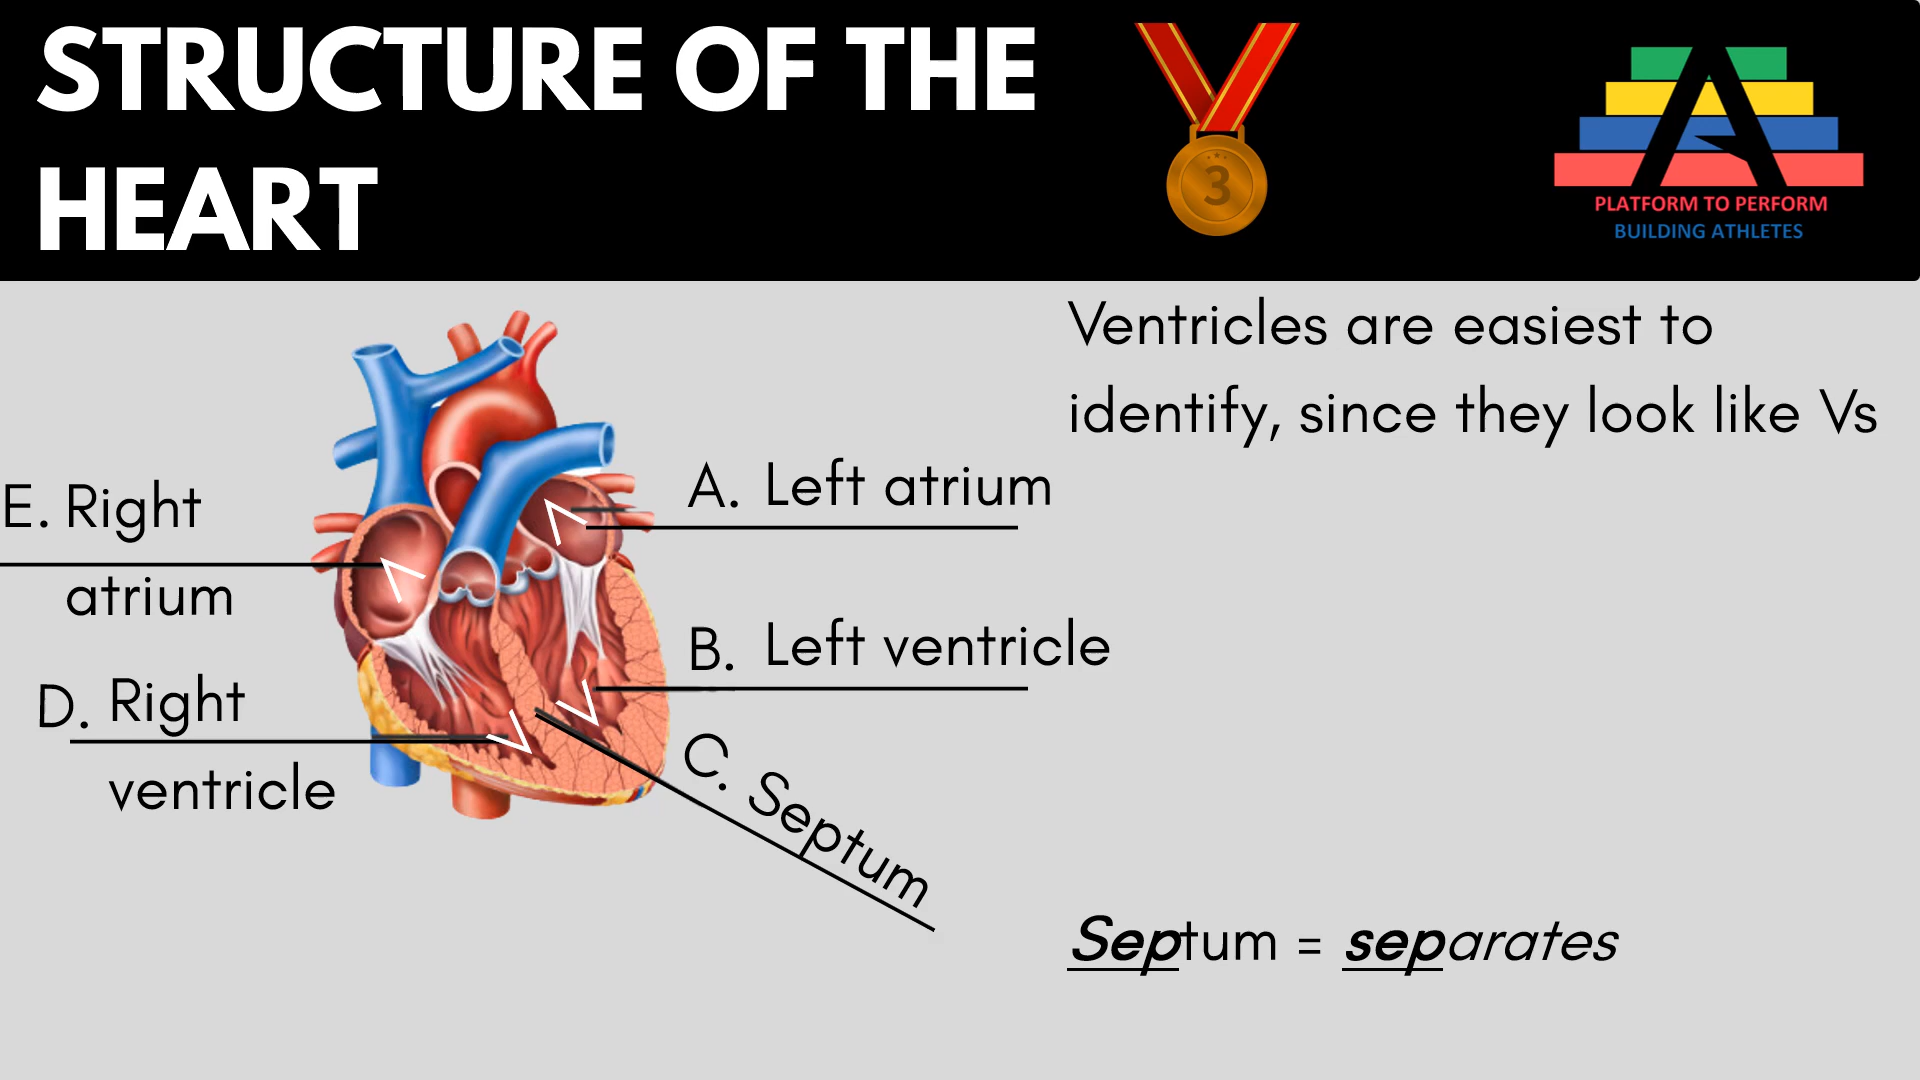 STRUCTURE OF THE
HEART
3
PLATFORM TO PERFORM
BUILDING ATHLETES
Ventricles are easiest to
identify, since they look like Vs
A. Left atrium
E. Right
atrium
B. Left ventricle
D. Right
ventricle
C. Septum
Septum = separates